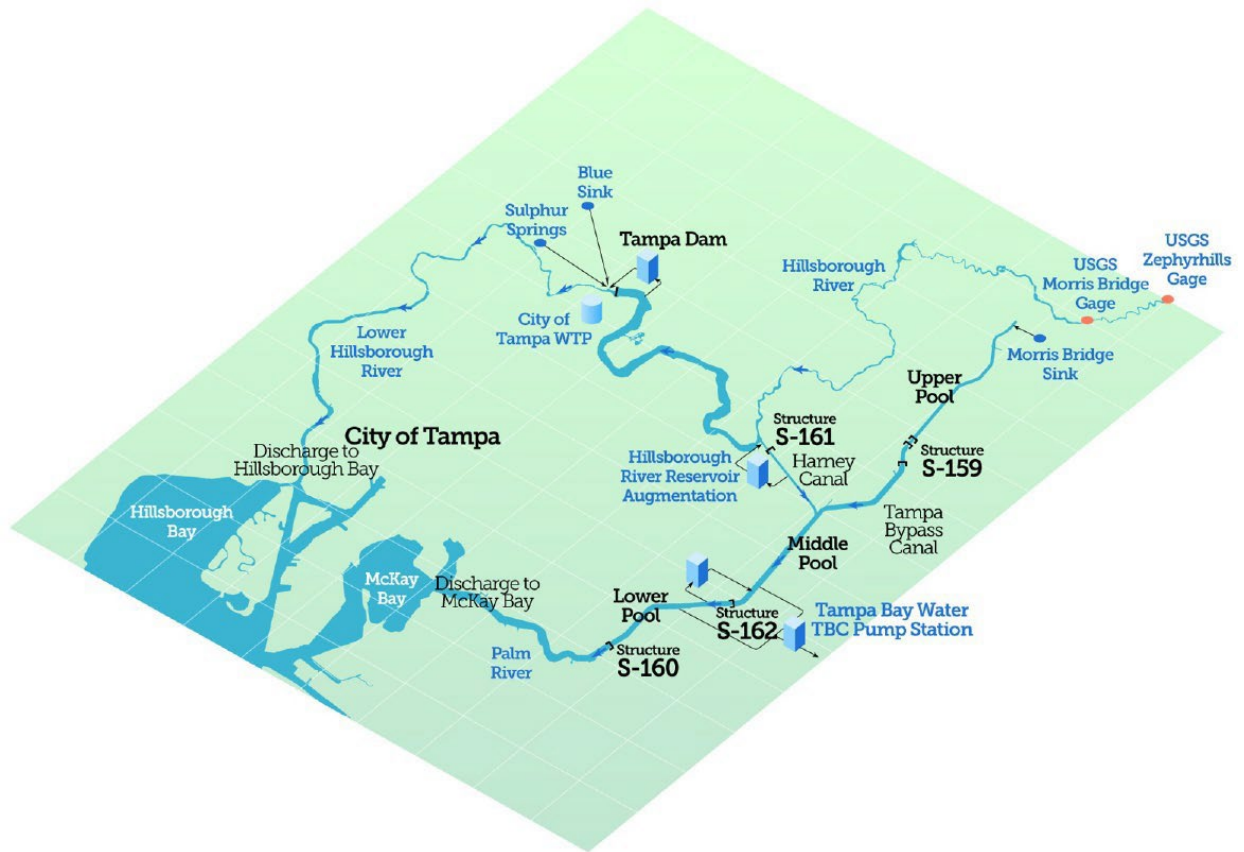 Blue
Sink
Sulphur
Springs
Tampa Dam
USGS
Zephyrhills
Gage
USGS
Morris Bridge
Gage
Hillsborough
River
City of
Tampa WTP
Lower
Hillsborough
River
Morris Bridge
Sink
Upper
Pool
Structure
S-161
Structure
S-159
City of Tampa
Discharge to
Hillsborough Bay
Hillsborough
River Reservoir
Augmentation
Harney
Canal
Hillsborough
Bay
Tampa
Bypass
Canal
Middle
Pool
McKay
Bay
Discharge to
McKay Bay
Lower
Pool
Structure
S-162
Tampa Bay Water
TBC Pump Station
Palm
River
Structure
S-160